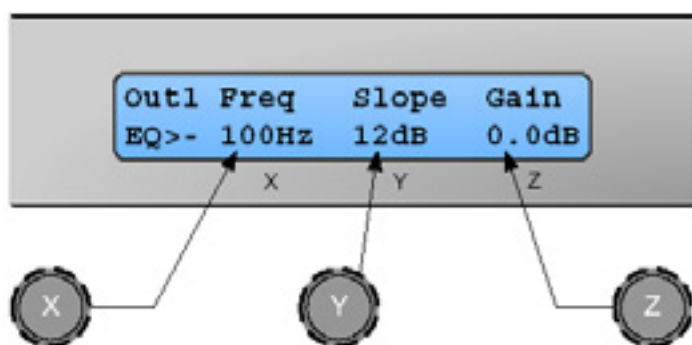 Out1 Freq Slope Gain
EQ>- 100Hz 12dB 0.0dB
X Y Z
X Y Z